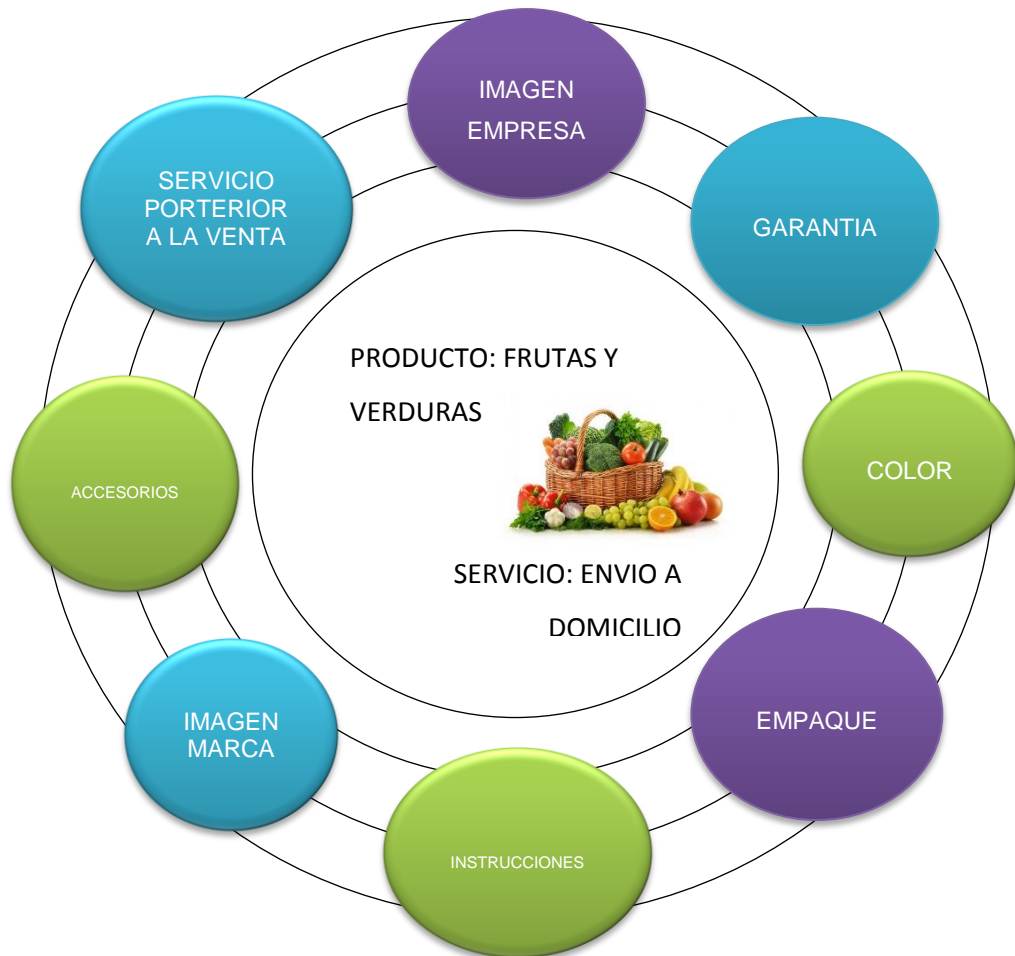 IMAGEN
EMPRESA
SERVICIO
PORTERIOR
A LA VENTA
GARANTIA
PRODUCTO: FRUTAS Y
VERDURAS
COLOR
ACCESORIOS
SERVICIO: ENVIO A
DOMICILIO
IMAGEN
MARCA
EMPAQUE
INSTRUCCIONES